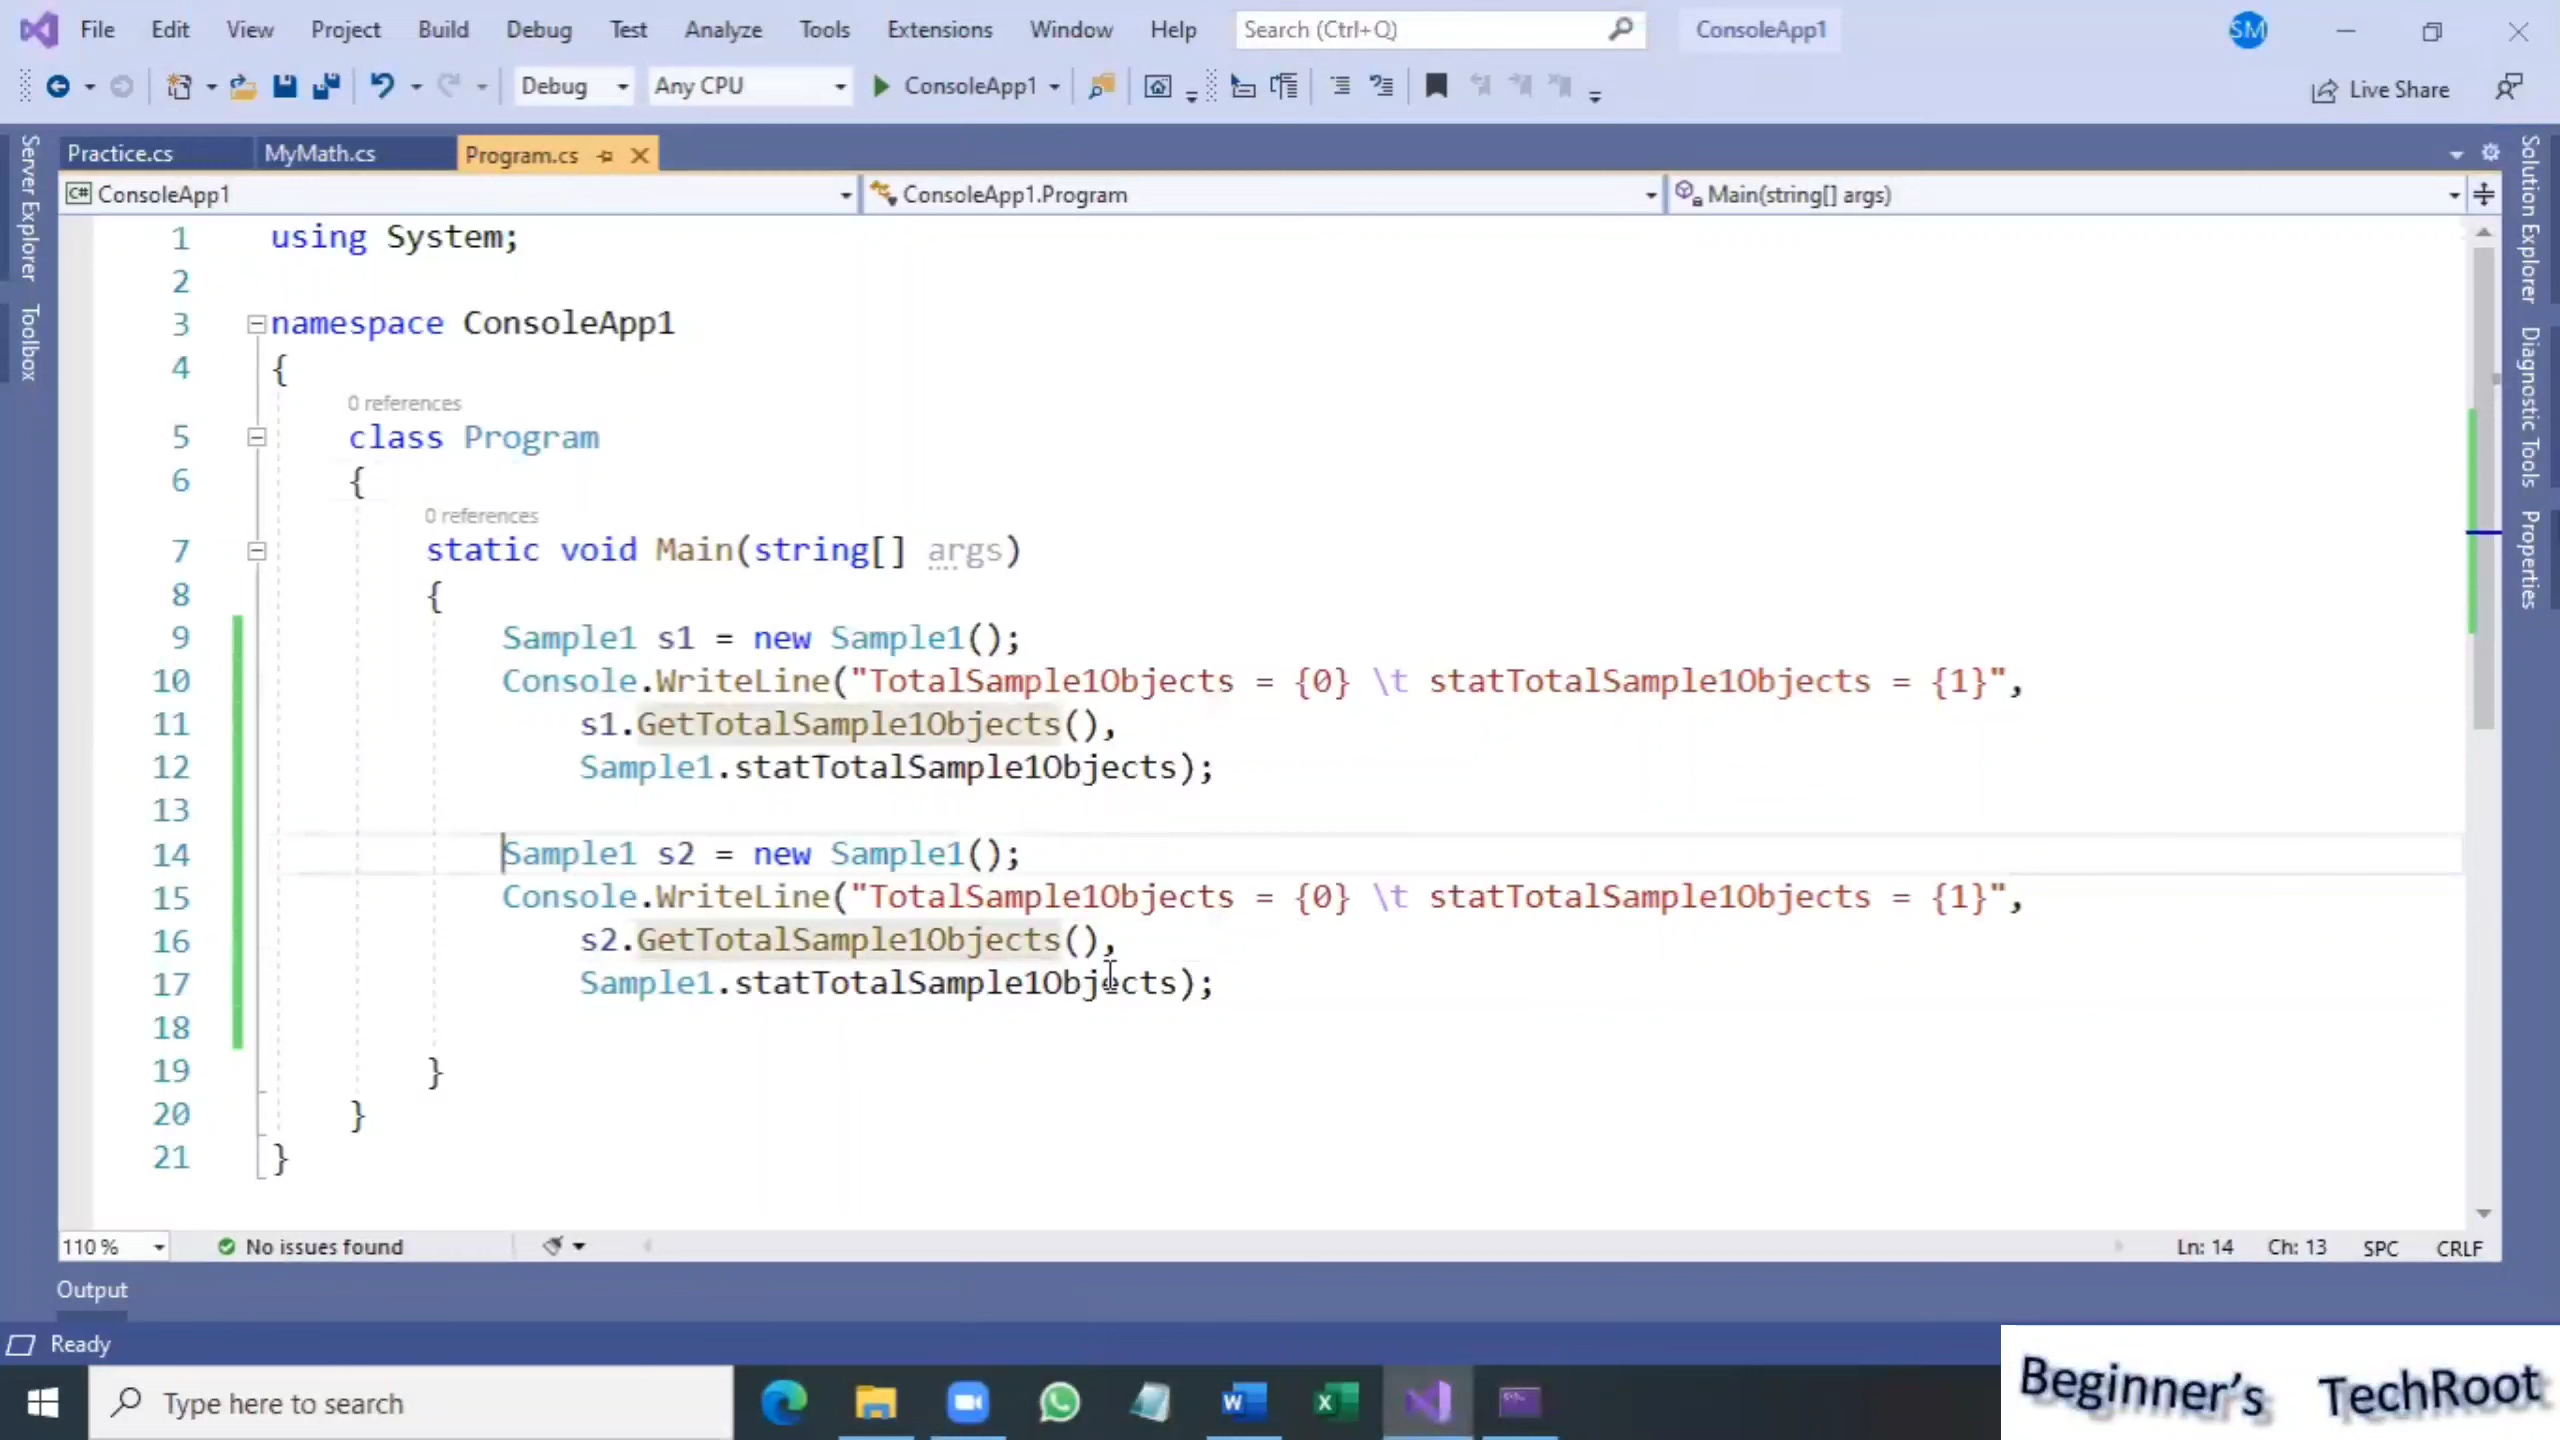 File Edit View Project Build Debug Test Analyze Tools Extensions Window Help Search (Ctrl+Q) ConsoleApp1 SM
Debug Any CPU ConsoleApp1 Live Share
Server Explorer
Toolbox
Practice.cs MyMath.cs Program.cs
C# ConsoleApp1 ConsoleApp1.Program Main(string[] args)
1 using System;
2
3 namespace ConsoleApp1
4 {
0 references
5 class Program
6 {
0 references
7 static void Main(string[] args)
8 {
9 Sample1 s1 = new Sample1();
10 Console.WriteLine("TotalSample1Objects = {0} \t statTotalSample1Objects = {1}",
11 s1.GetTotalSample1Objects(),
12 Sample1.statTotalSample1Objects);
13
14 Sample1 s2 = new Sample1();
15 Console.WriteLine("TotalSample1Objects = {0} \t statTotalSample1Objects = {1}",
16 s2.GetTotalSample1Objects(),
17 Sample1.statTotalSample1Objects);
18
19 }
20 }
21 }
Solution Explorer
Diagnostic Tools
Properties
110 % No issues found Ln: 14 Ch: 13 SPC CRLF
Output
Ready
Type here to search
Beginner's TechRoot